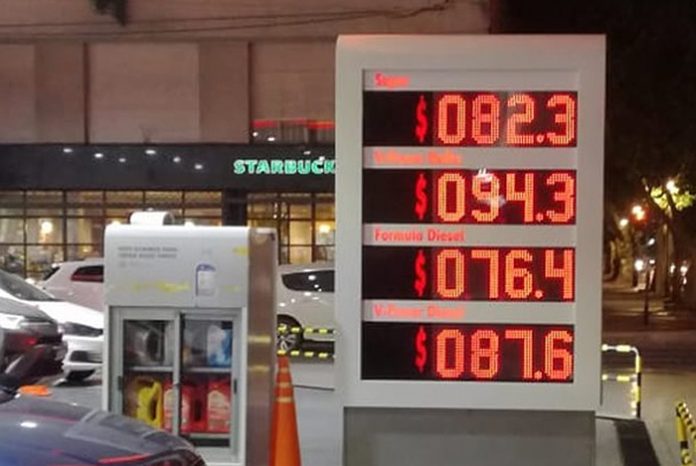 STARBUCK
Super
$ 082.3
V-Power Nafta
$ 094.3
Formula Diesel
$ 076.4
V-Power Diesel
$ 087.6